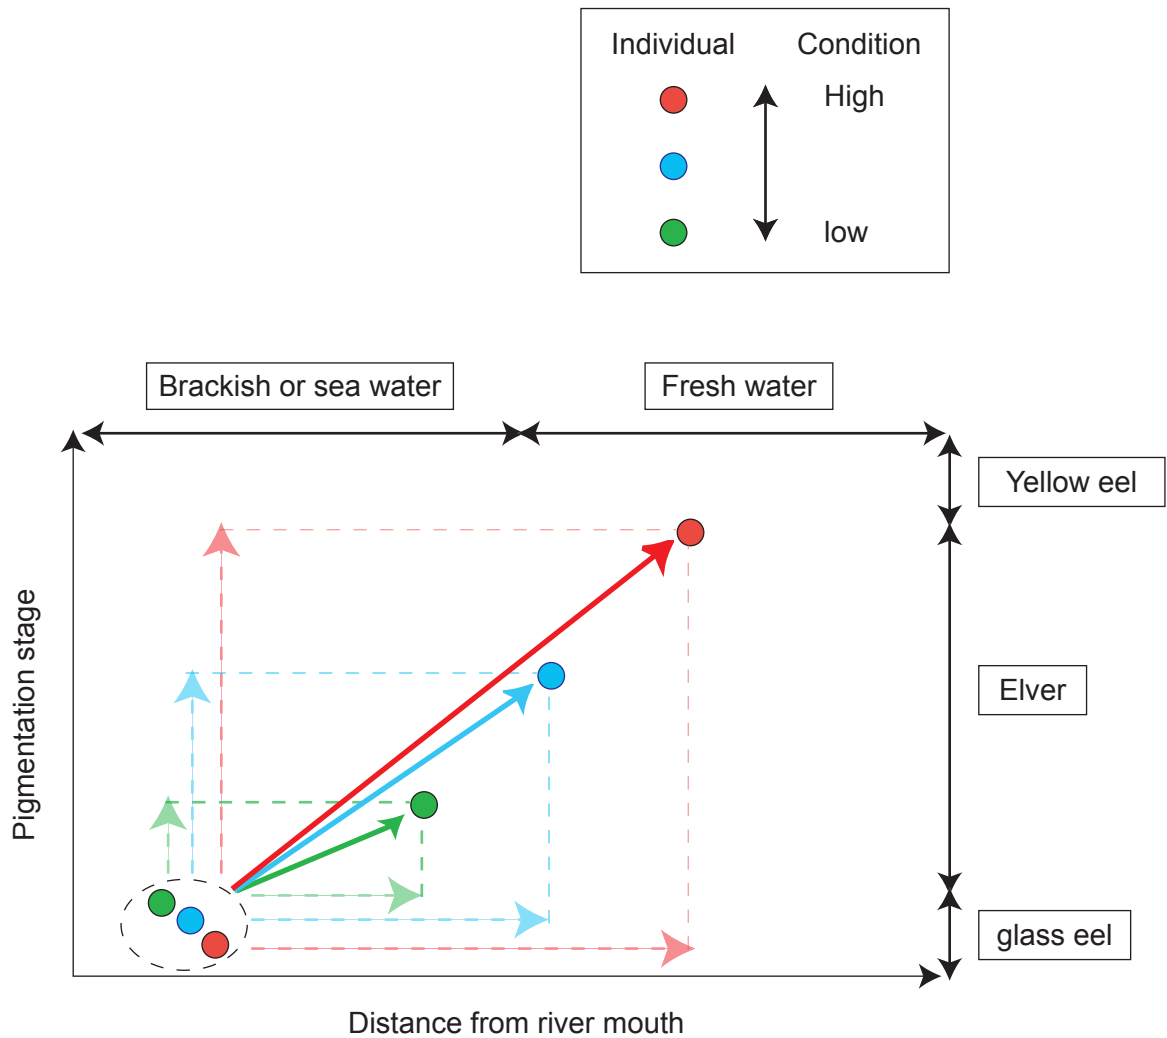 Individual Condition
High
low
Brackish or sea water
Fresh water
Yellow eel
Elver
glass eel
Pigmentation stage
Distance from river mouth